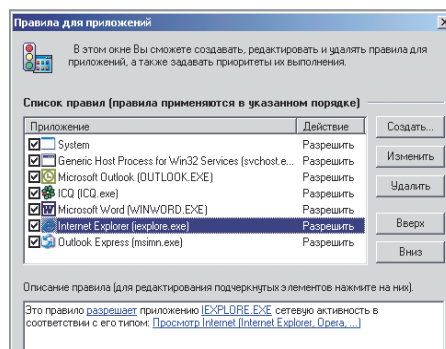 Правила для приложений
В этом окне Вы сможете создавать, редактировать и удалять правила для
приложений, а также задавать приоритеты их выполнения.
Список правил (правила применяются в указанном порядке)
Приложение Действие
System Разрешить
Generic Host Process for Win32 Services (svchost.e... Разрешить
Microsoft Outlook (OUTLOOK.EXE) Разрешить
ICQ (ICQ.exe) Разрешить
Microsoft Word (WINWORD.EXE) Разрешить
Internet Explorer (iexplore.exe) Разрешить
Outlook Express (msimn.exe) Разрешить
Создать...
Изменить
Удалить
Вверх
Вниз
Описание правила (для редактирования подчеркнутых элементов нажмите
на них).
Это правило разрешает приложению IEXPLORE.EXE сетевую активность в
соответствии с его типом: Просмотр Internet (Internet Explorer, Opera, ...)